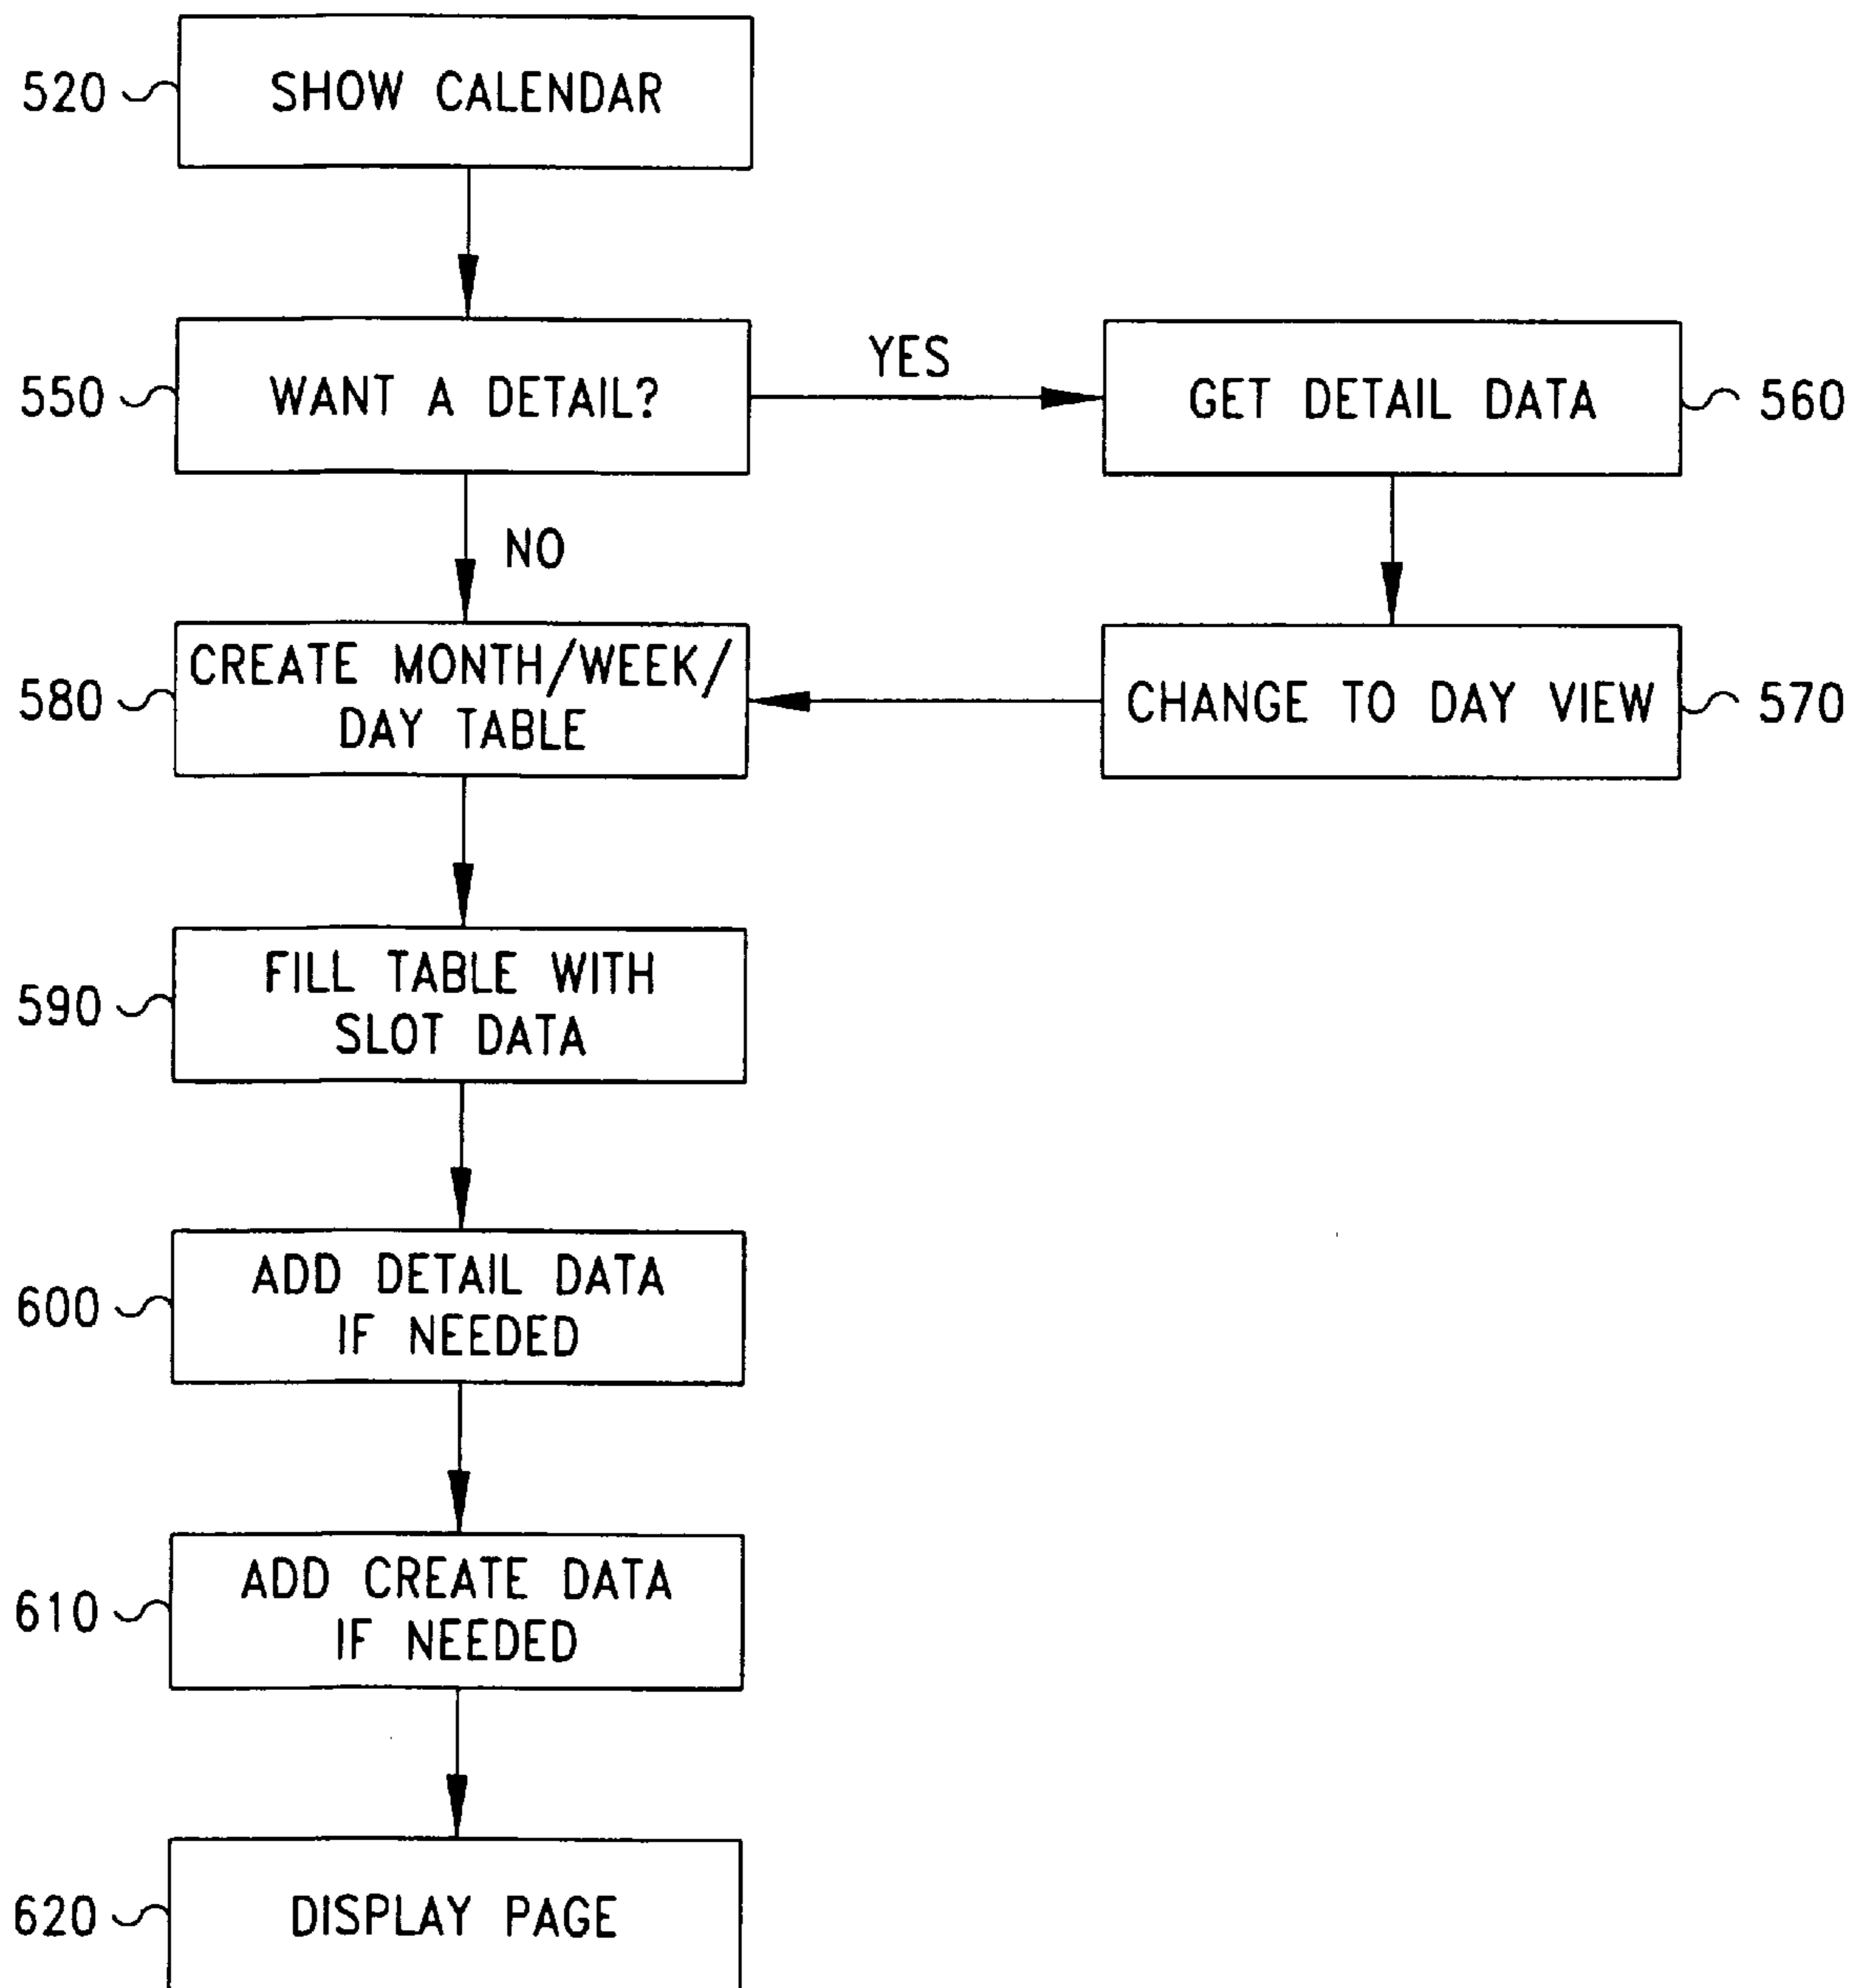 520
SHOW CALENDAR
550
WANT A DETAIL?
YES
GET DETAIL DATA
560
NO
580
CREATE MONTH/WEEK/
DAY TABLE
CHANGE TO DAY VIEW
570
590
FILL TABLE WITH
SLOT DATA
600
ADD DETAIL DATA
IF NEEDED
610
ADD CREATE DATA
IF NEEDED
620
DISPLAY PAGE